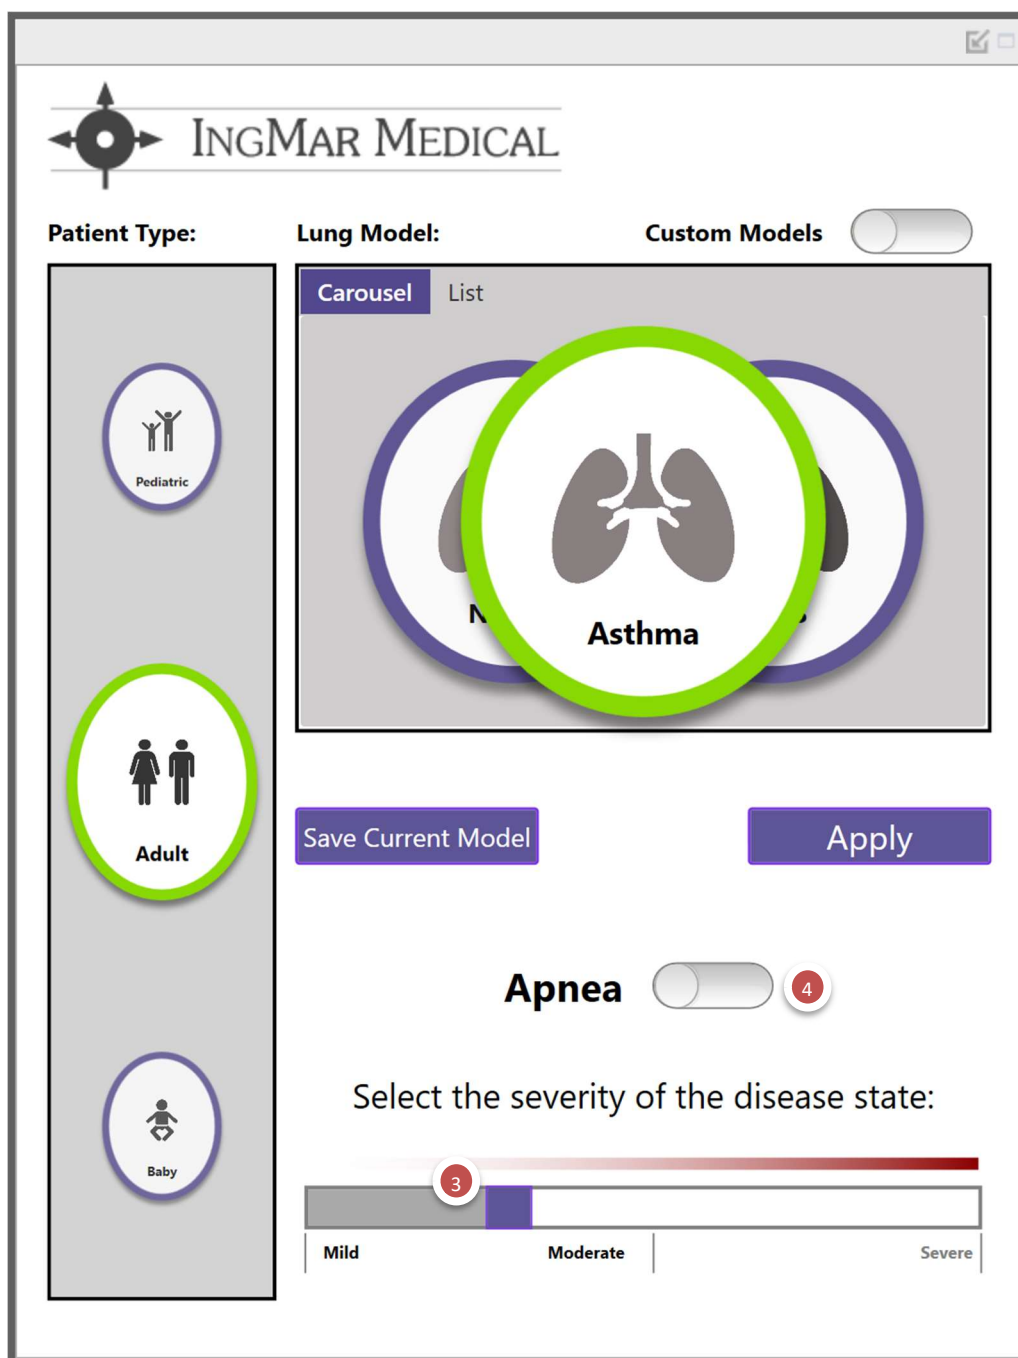 INGMAR MEDICAL
Patient Type:
Lung Model:
Custom Models
Carousel
List
Pediatric
Asthma
Adult
Save Current Model
Apply
Apnea
4
Select the severity of the disease state:
3
Mild
Moderate
Severe
Baby